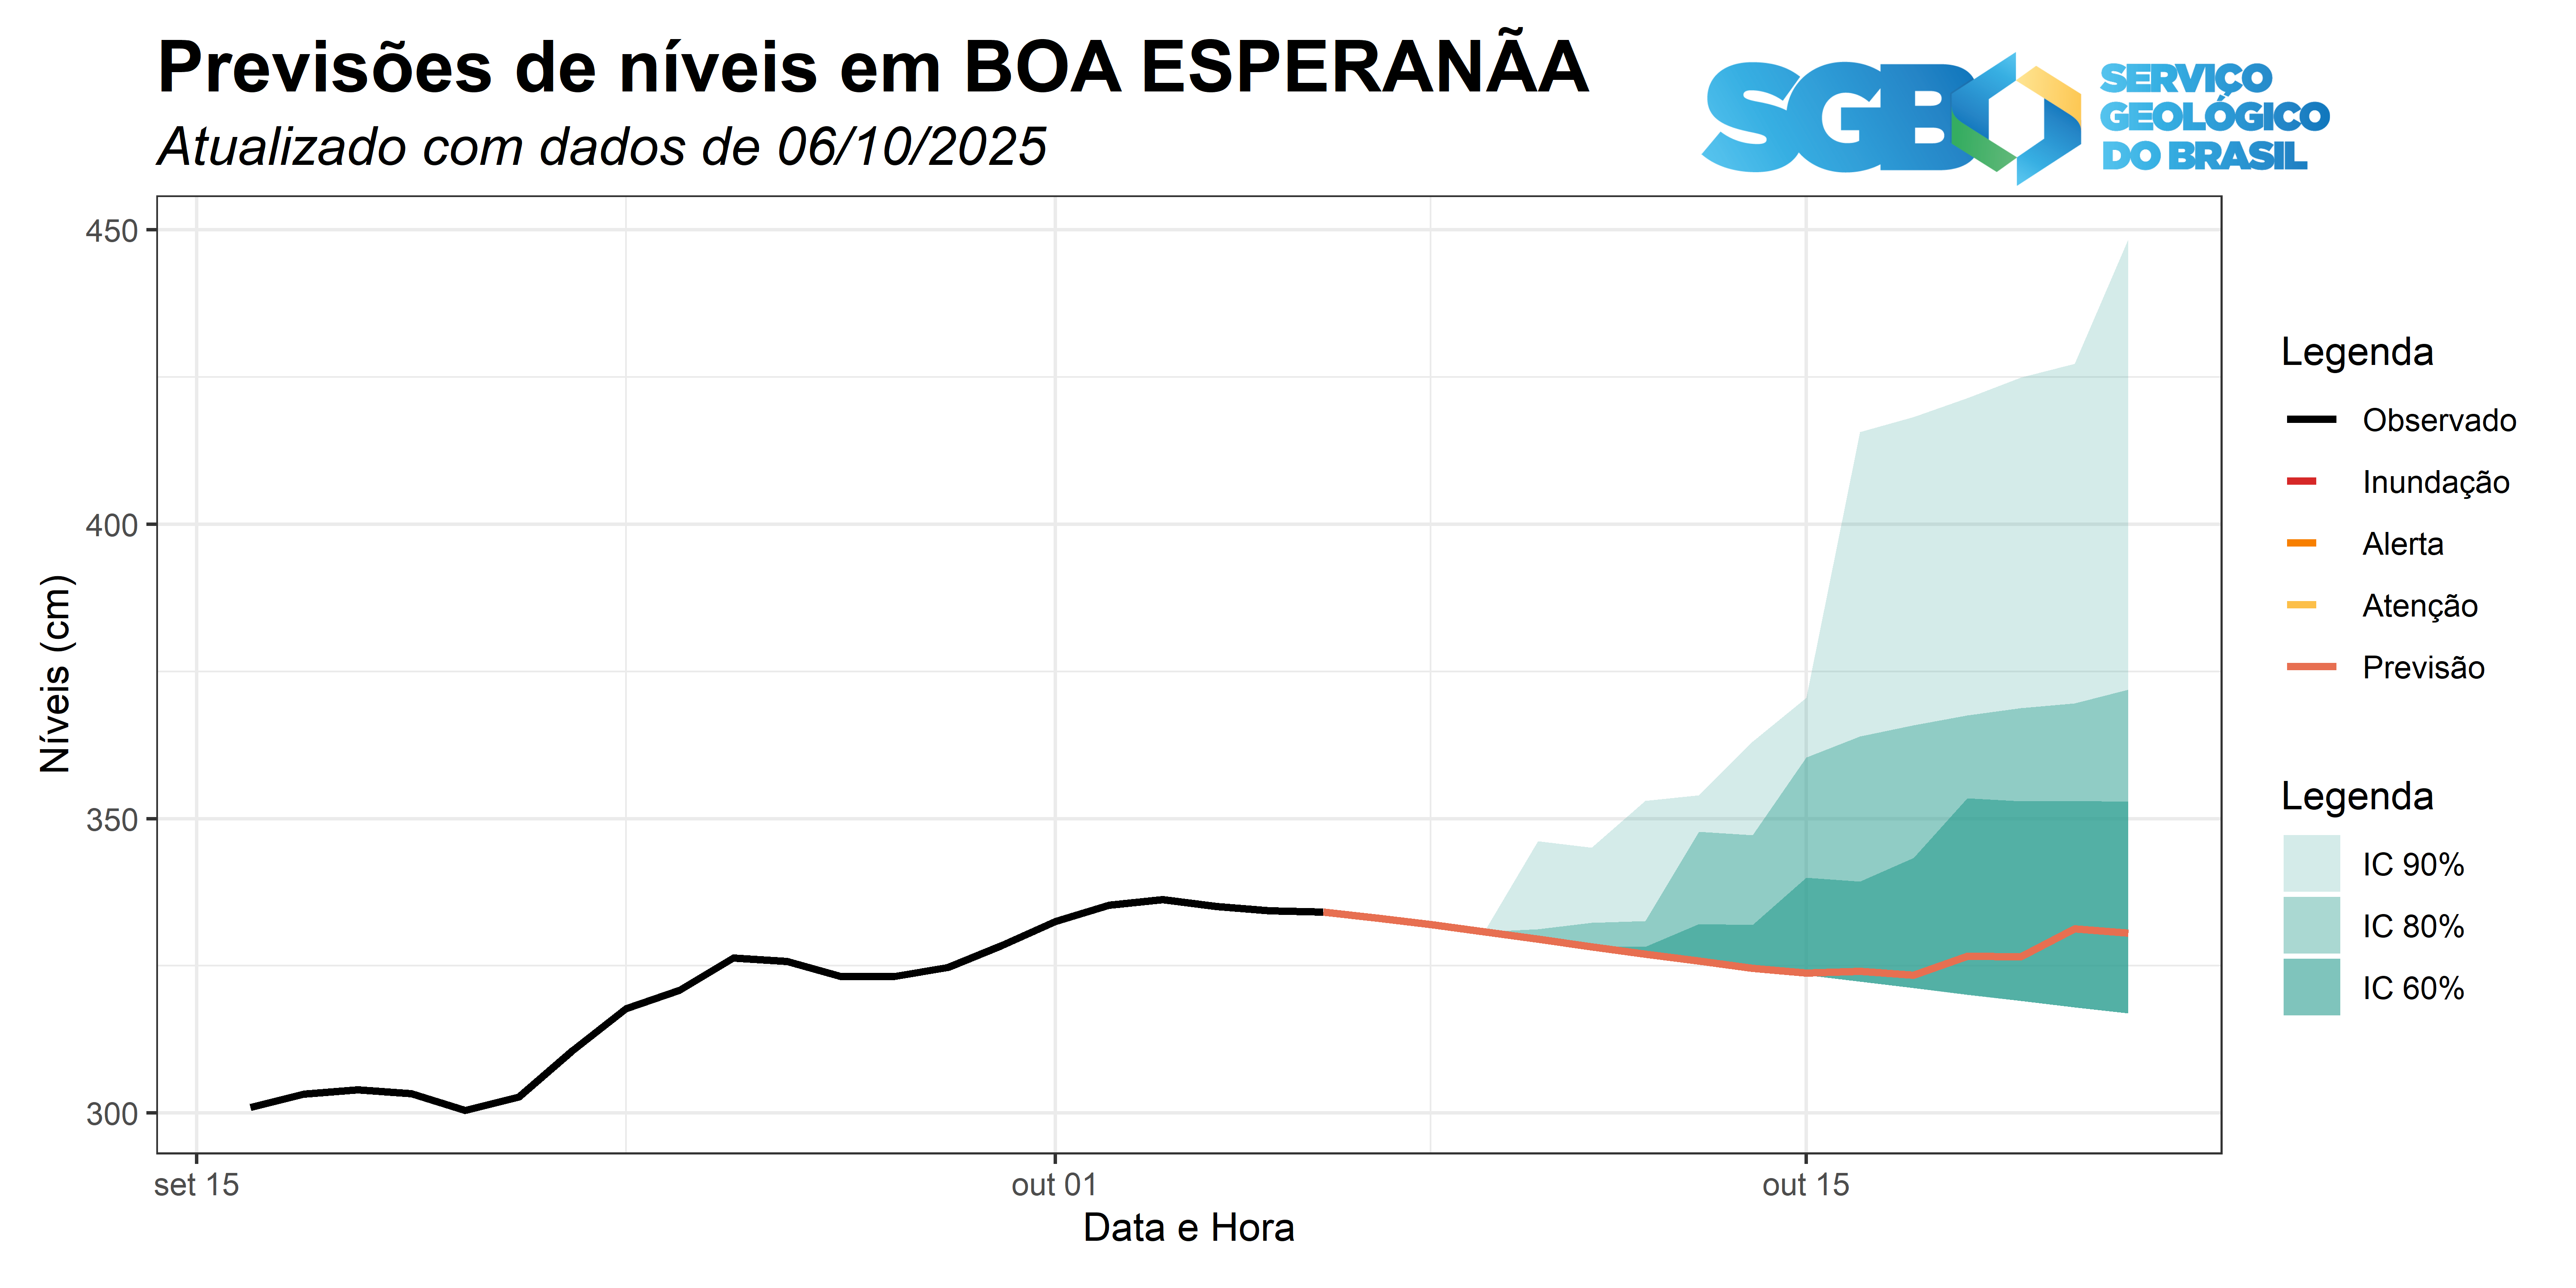 Previsões de níveis em BOA ESPERANÃA
Atualizado com dados de 06/10/2025
SGB
SERVIÇO
GEOLÓGICO
DO BRASIL
Níveis (cm)
450
400
350
300
set 15
out 01
out 15
Data e Hora
Legenda
Observado
Inundação
Alerta
Atenção
Previsão
Legenda
IC 90%
IC 80%
IC 60%